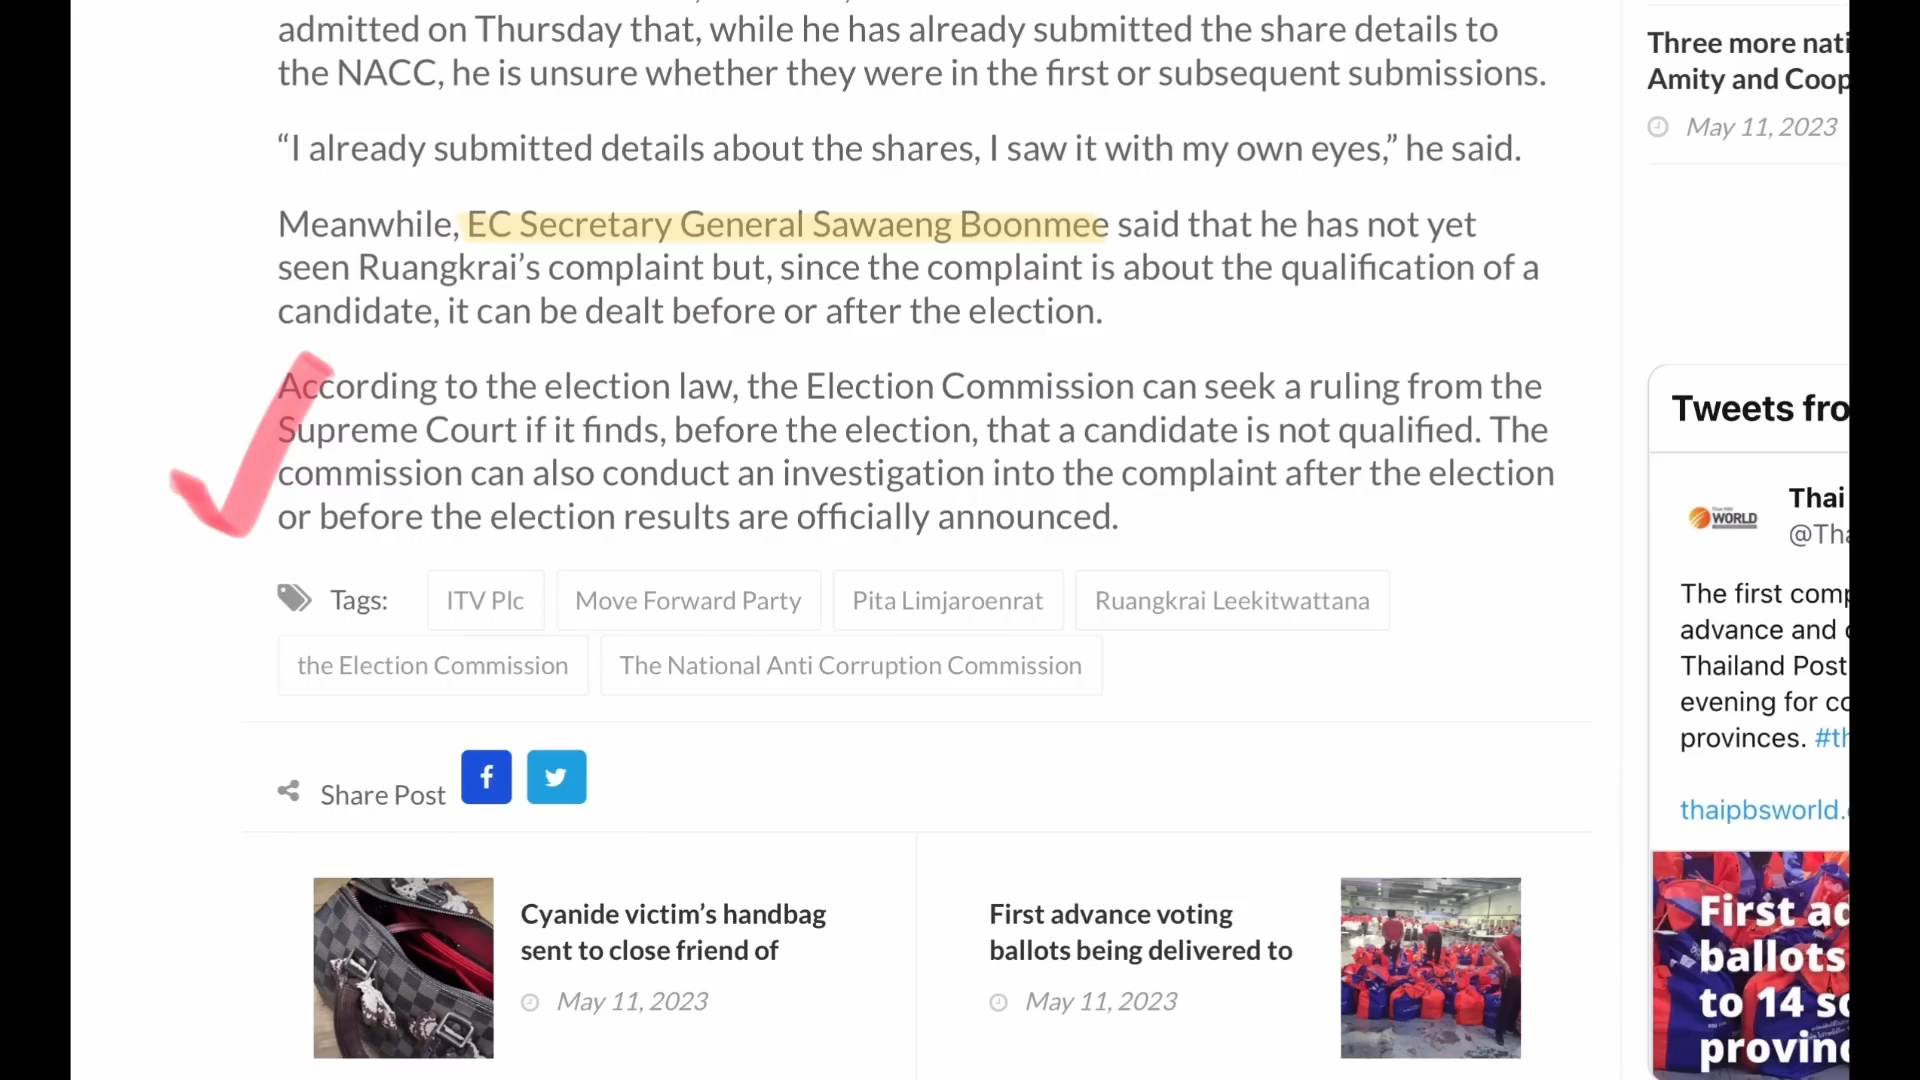 admitted on Thursday that, while he has already submitted the share details to
the NACC, he is unsure whether they were in the first or subsequent submissions.
“I already submitted details about the shares, I saw it with my own eyes,” he said.
Meanwhile, EC Secretary General Sawaeng Boonmee said that he has not yet
seen Ruangkrai’s complaint but, since the complaint is about the qualification of a
candidate, it can be dealt before or after the election.
According to the election law, the Election Commission can seek a ruling from the
Supreme Court if it finds, before the election, that a candidate is not qualified. The
commission can also conduct an investigation into the complaint after the election
or before the election results are officially announced.
Tags: ITV Plc Move Forward Party Pita Limjaroenrat Ruangkrai Leekitwattana
the Election Commission The National Anti Corruption Commission
Share Post
Cyanide victim’s handbag
sent to close friend of
May 11, 2023
First advance voting
ballots being delivered to
May 11, 2023
Three more nati
Amity and Coop
May 11, 2023
Tweets fro
WORLD
Thai
@Tha
The first comp
advance and
Thailand Post
evening for co
provinces. #th
thaipbsworld.
First ad
ballots
to 14 so
provinc